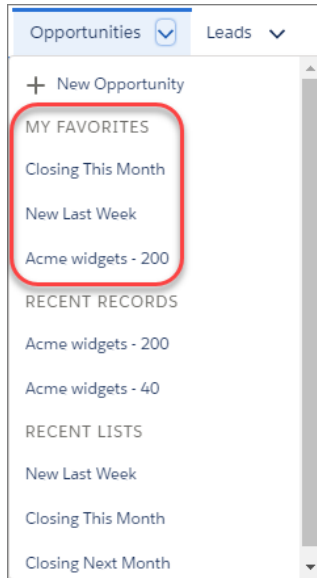 Opportunities Leads
New Opportunity
MY FAVORITES
Closing This Month
New Last Week
Acme widgets - 200
RECENT RECORDS
Acme widgets - 200
Acme widgets - 40
RECENT LISTS
New Last Week
Closing This Month
Closing Next Month